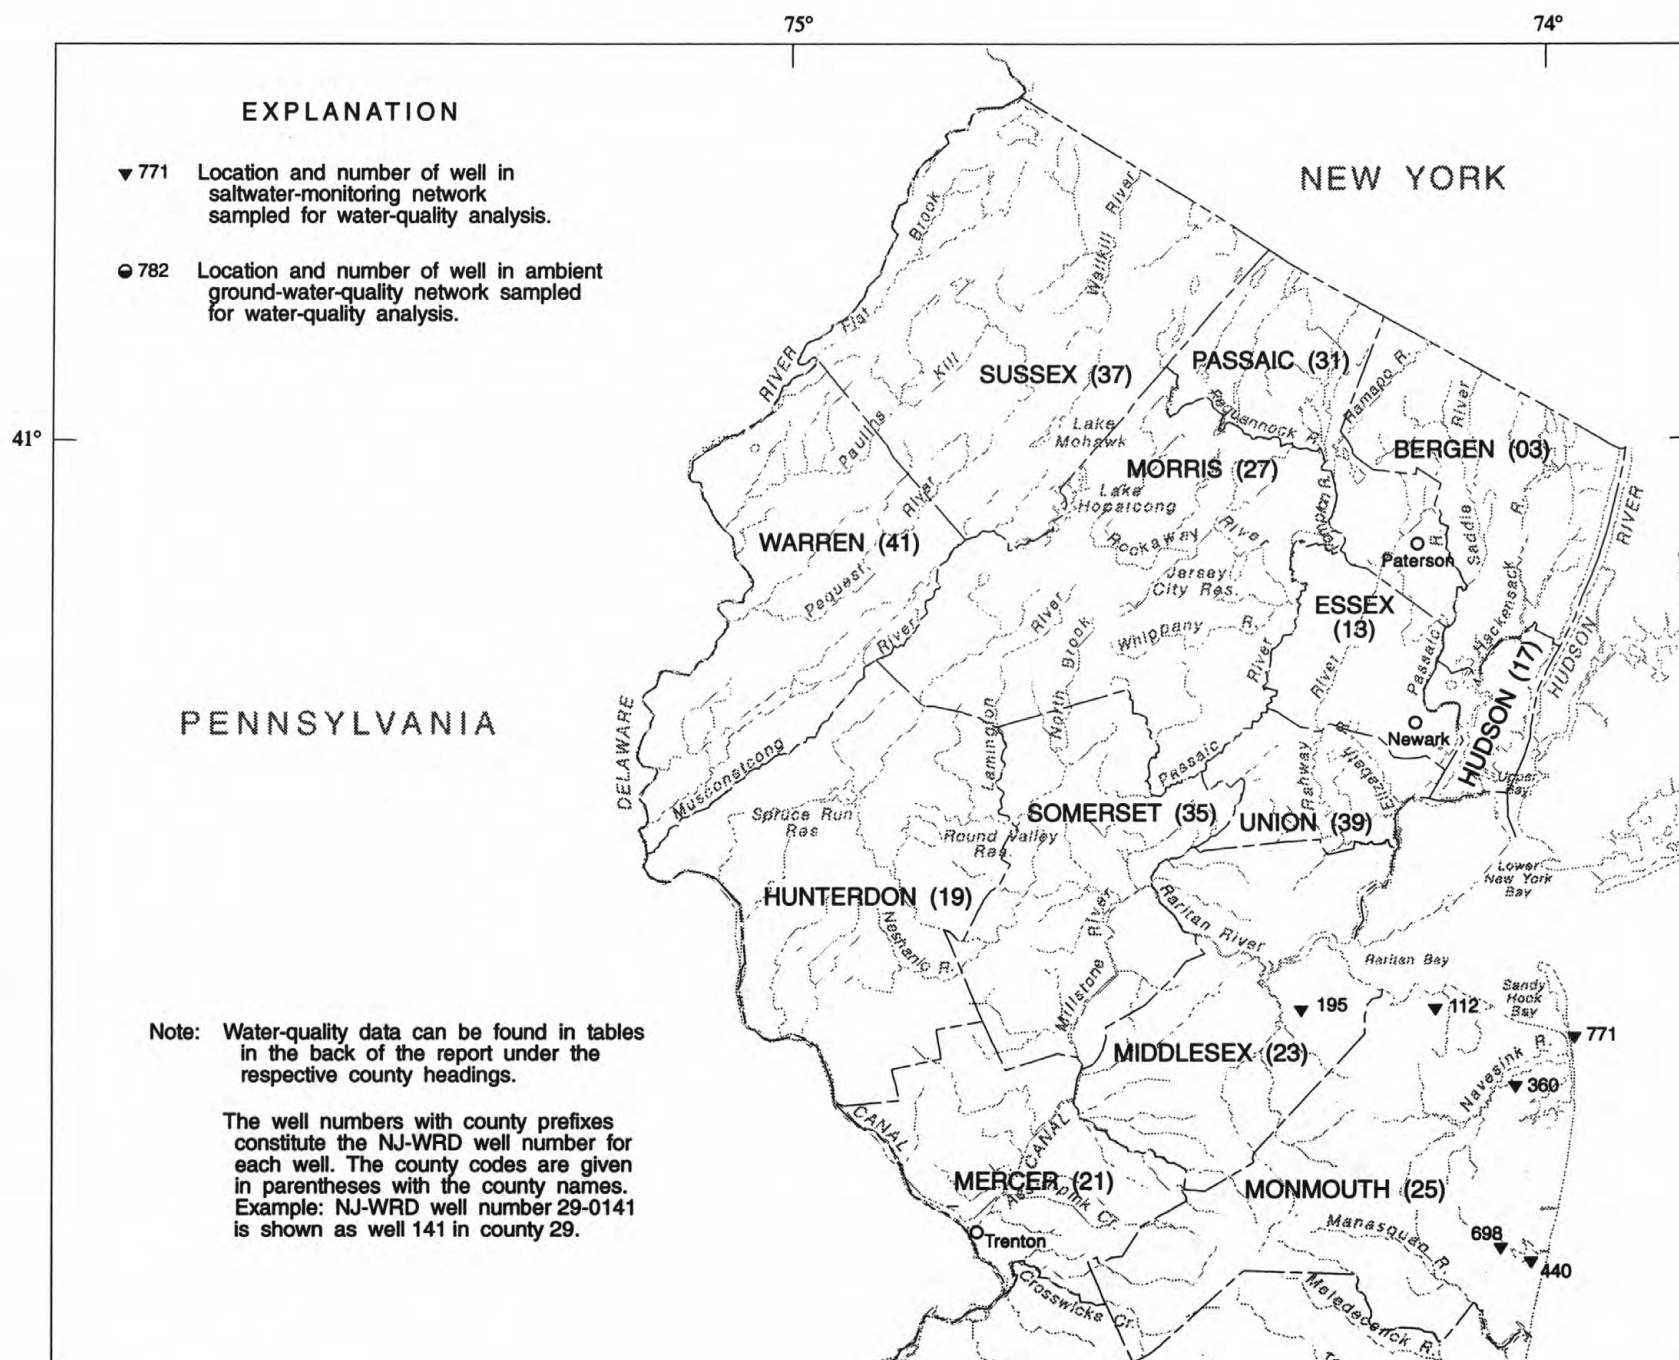 75°
74°
EXPLANATION
771 Location and number of well in
saltwater-monitoring network
sampled for water-quality analysis.
782 Location and number of well in ambient
ground-water-quality network sampled
for water-quality analysis.
NEW YORK
Brook
Wallkill River
Flat
RIVER
Kill
SUSSEX (37)
PASSAIC (31)
Ramapo R.
River
Pequannock R.
41°
Paulins
Lake
Mohawk
BERGEN (03)
MORRIS (27)
River
Lake
Hopatcong
R.
RIVER
WARREN (41)
Rockaway River
R.
Saddle
Paterson
Pequest
Jersey
City Res.
ESSEX
(13)
Hackensack
River
River
Brook
Whippany R.
River
River
Passaic
HUDSON (17)
HUDSON
PENNSYLVANIA
DELAWARE
Lamington
North
Newark
Musconetcong
Passaic
Rahway
R.
Elizabeth
Upper
Bay
Spruce Run
Res
SOMERSET (35)
UNION (39)
Round Valley
Res
Lower
New York
Bay
HUNTERDON (19)
Neshanic R.
River
Raritan River
Raritan Bay
Millstone
Sandy
Hook
Bay
195
112
771
Note: Water-quality data can be found in tables
in the back of the report under the
respective county headings.
MIDDLESEX (23)
Navesink R.
360
The well numbers with county prefixes
constitute the NJ-WRD well number for
each well. The county codes are given
in parentheses with the county names.
Example: NJ-WRD well number 29-0141
is shown as well 141 in county 29.
CANAL
CANAL
MERCER (21)
Cr.
MONMOUTH (25)
Manasquan R.
698
440
Trenton
Crosswicks Cr.
R.